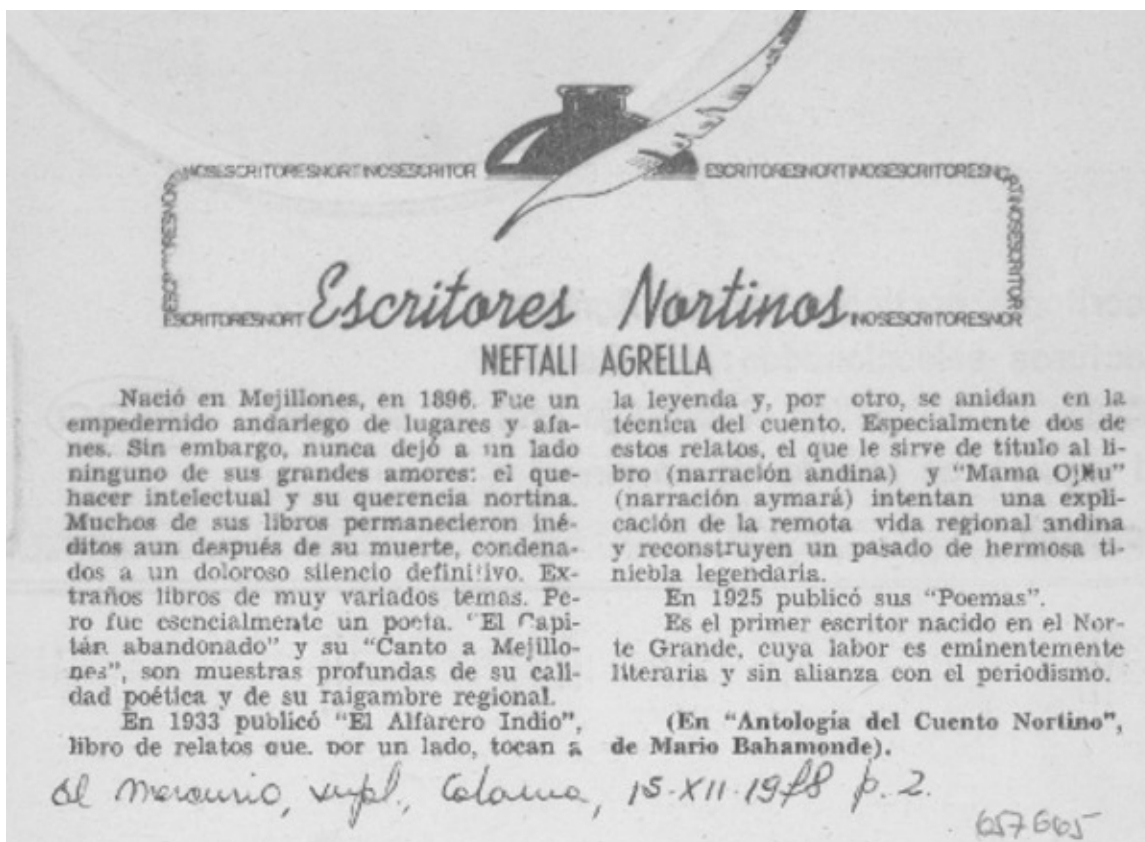 NOSESCRITORESNORTINOSESCRITOR
ESCRITORESNORTINOSESCRITORESNOR
TINOSESCRITOR
ESCRITORESNORT
Escritores Nortinos
INOSESCRITORESNOR
NEFTALI AGRELLA
Nació en Mejillones, en 1896. Fue un
empedernido andariego de lugares y afa-
nes. Sin embargo, nunca dejó a un lado
ninguno de sus grandes amores: el que-
hacer intelectual y su querencia nortina.
Muchos de sus libros permanecieron iné-
ditos aun después de su muerte, condena-
dos a un doloroso silencio definitivo. Ex-
traños libros de muy variados temas. Pe-
ro fue esencialmente un poeta. "El Capi-
tán abandonado" y su "Canto a Mejillo-
nes", son muestras profundas de su cali-
dad poética y de su raigambre regional.
En 1933 publicó "El Alfarero Indio",
libro de relatos que, por un lado, tocan a
la leyenda y, por otro, se anidan en la
técnica del cuento. Especialmente dos de
estos relatos, el que le sirve de título al li-
bro (narración andina) y "Mama
(narración aymará) intentan una expli-
cación de la remota vida regional andina
y reconstruyen un pasado de hermosa ti-
niebla legendaria.
En 1925 publicó sus "Poemas".
Es el primer escritor nacido en el Nor-
te Grande, cuya labor es eminentemente
literaria y sin alianza con el periodismo.
(En "Antología del Cuento Nortino",
de Mario Bahamonde).
El Mercurio, supl., Calama, 15-XII-1988 p. 2.
657665